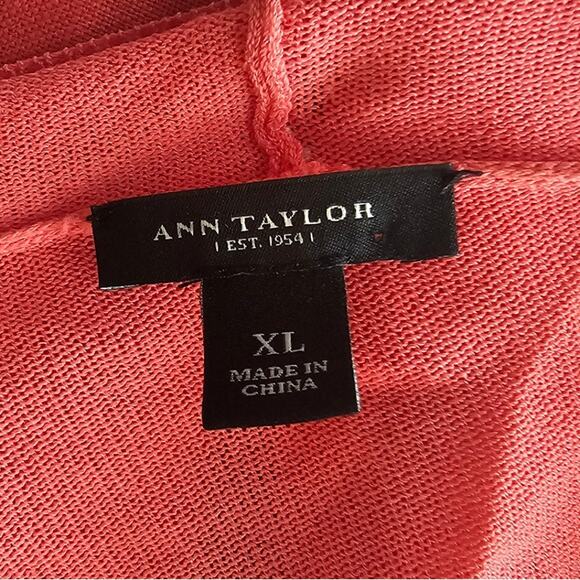 ANN TAYLOR
| EST. 1954 |
XL
MADE IN
CHINA